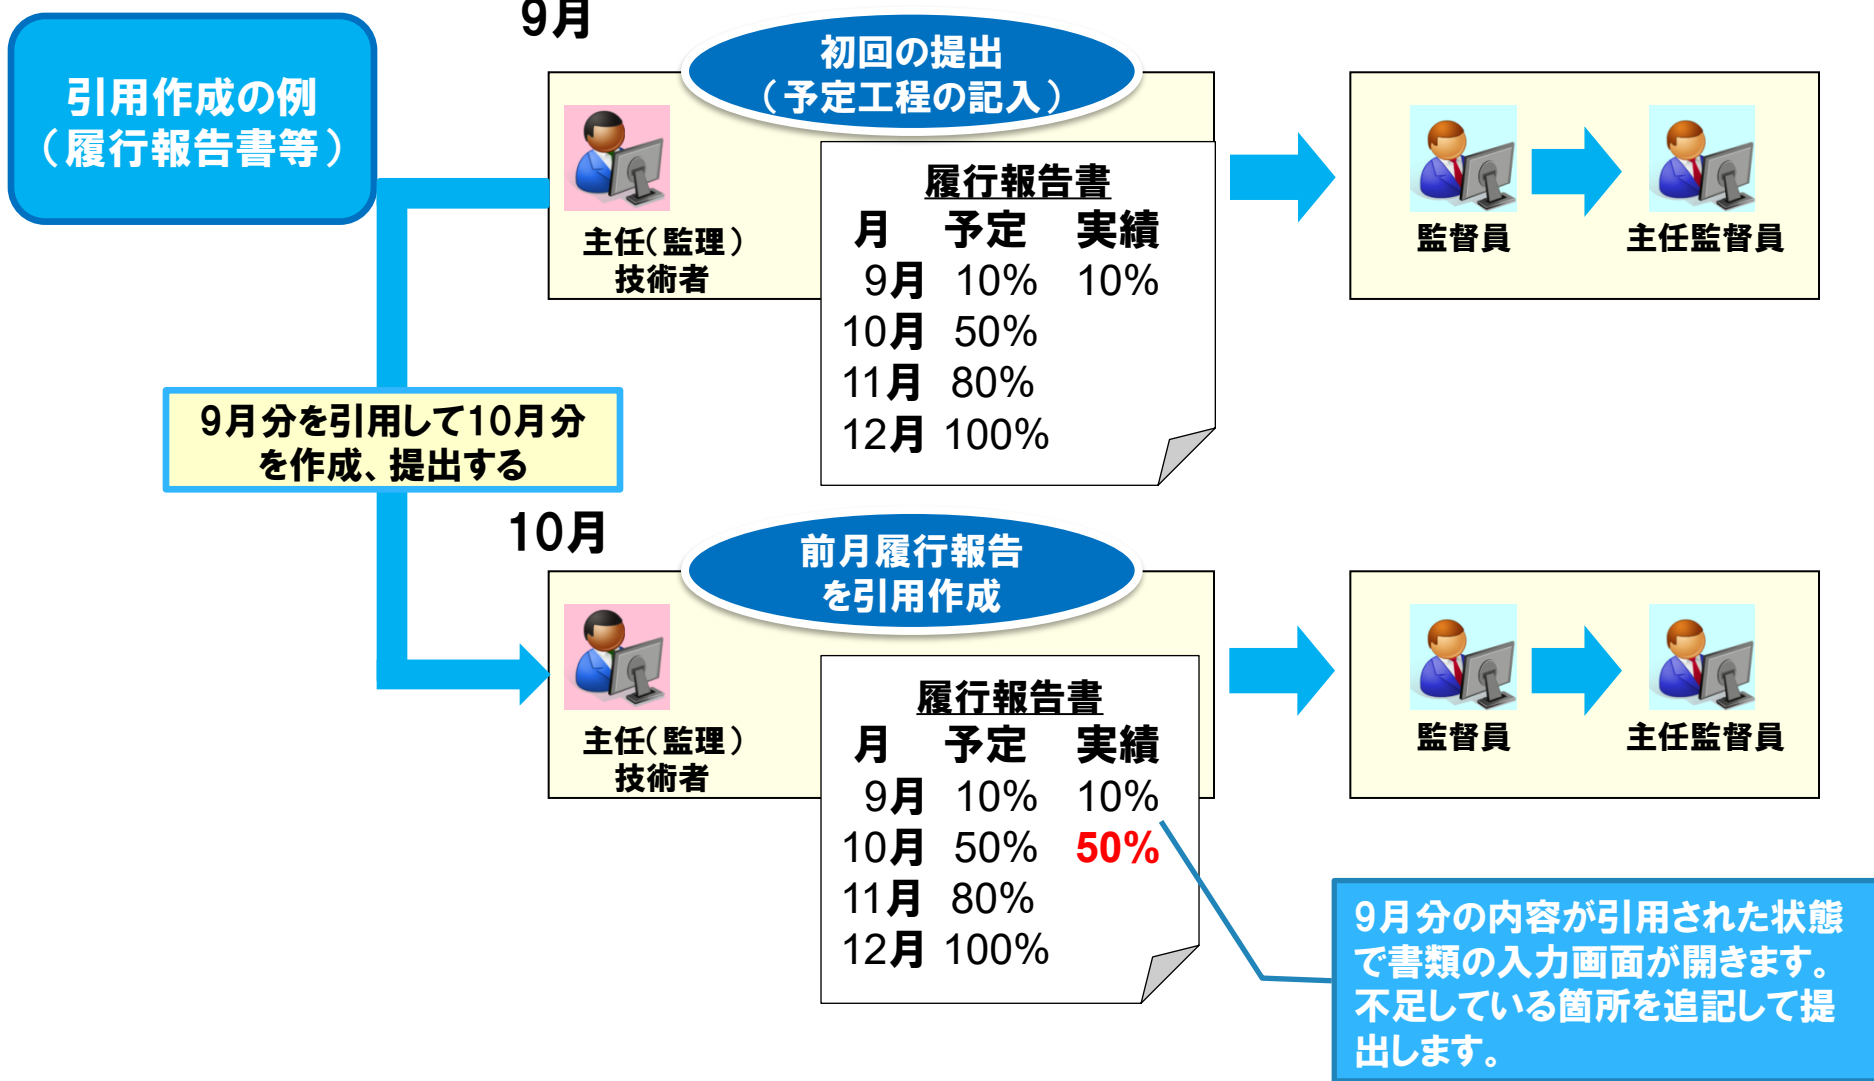 9月
引用作成の例
（履行報告書等）
初回の提出
（予定工程の記入）
主任（監理）
技術者
履行報告書
月 予定 実績
9月 10% 10%
10月 50%
11月 80%
12月 100%
監督員
主任監督員
9月分を引用して10月分
を作成、提出する
10月
前月履行報告
を引用作成
主任（監理）
技術者
履行報告書
月 予定 実績
9月 10% 10%
10月 50% 50%
11月 80%
12月 100%
監督員
主任監督員
9月分の内容が引用された状態
で書類の入力画面が開きます。
不足している箇所を追記して提
出します。